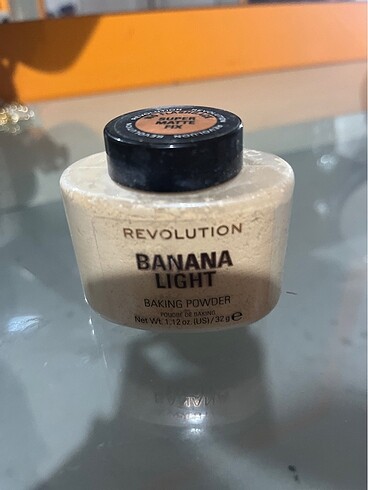 SUPER
MATTE
FIX
REVOLUTION
BANANA
LIGHT
BAKING POWDER
POUDRE DE BAKING
Net Wt. 1.12 oz. (US) / 32 g e